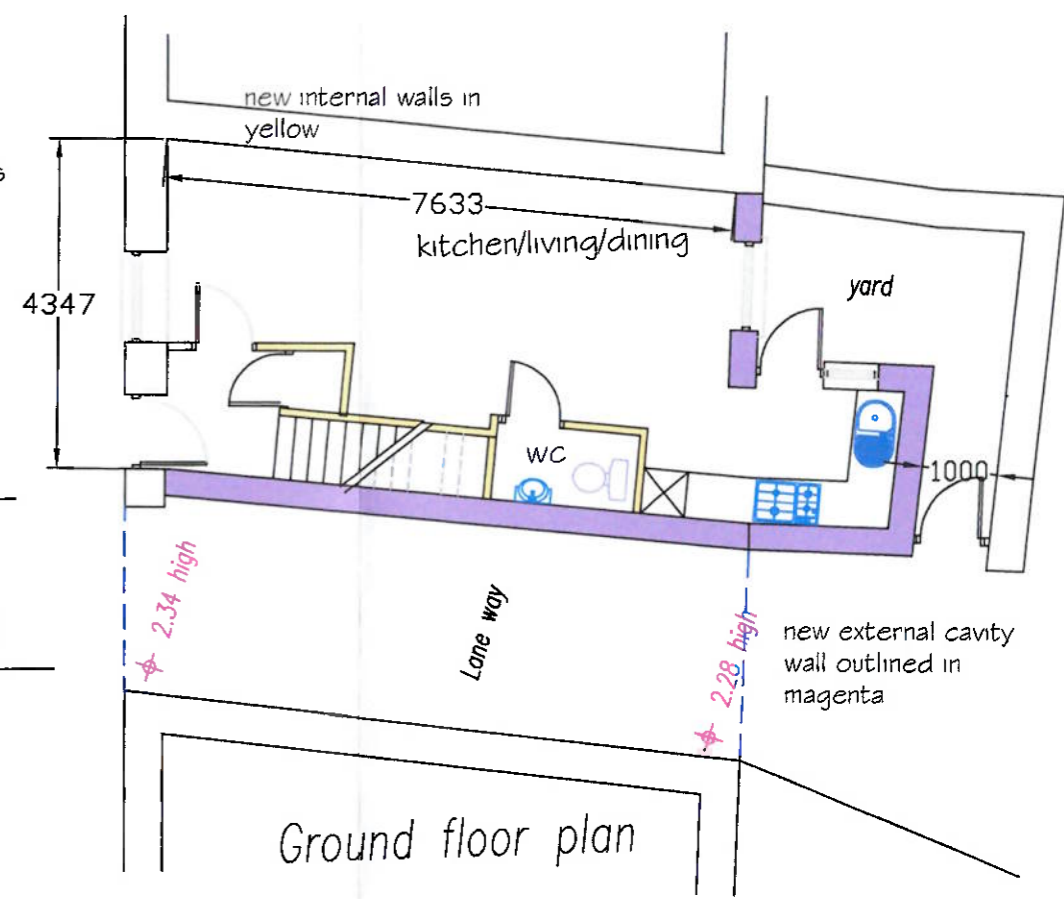 new internal walls in
yellow
s
7633
kitchen/living/dining
4347
yard
WC
1000
2.34 high
Lane way
2.28 high
new external cavity
wall outlined in
magenta
Ground floor plan